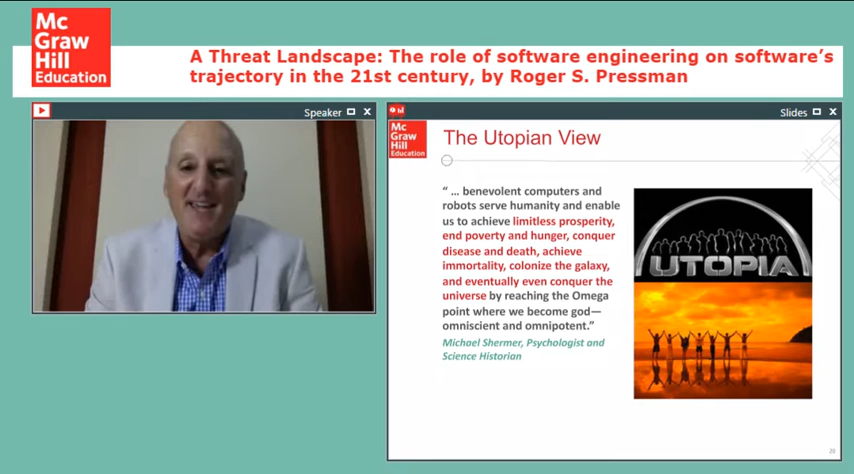 Mc
Graw
Hill
Education
A Threat Landscape: The role of software engineering on software’s
trajectory in the 21st century, by Roger S. Pressman
Speaker
Slides
Mc
Graw
Hill
Education
The Utopian View
“ … benevolent computers and
robots serve humanity and enable
us to achieve limitless prosperity,
end poverty and hunger, conquer
disease and death, achieve
immortality, colonize the galaxy,
and eventually even conquer the
universe by reaching the Omega
point where we become god—
omniscient and omnipotent.”
Michael Shermer, Psychologist and
Science Historian
UTOPIA
28